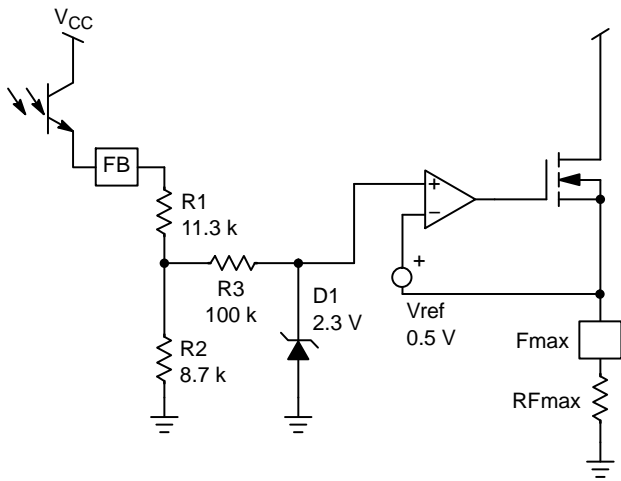 VCC
FB
R1
11.3 k
R3
100 k
R2
8.7 k
D1
2.3 V
+
−
+
Vref
0.5 V
Fmax
RFmax